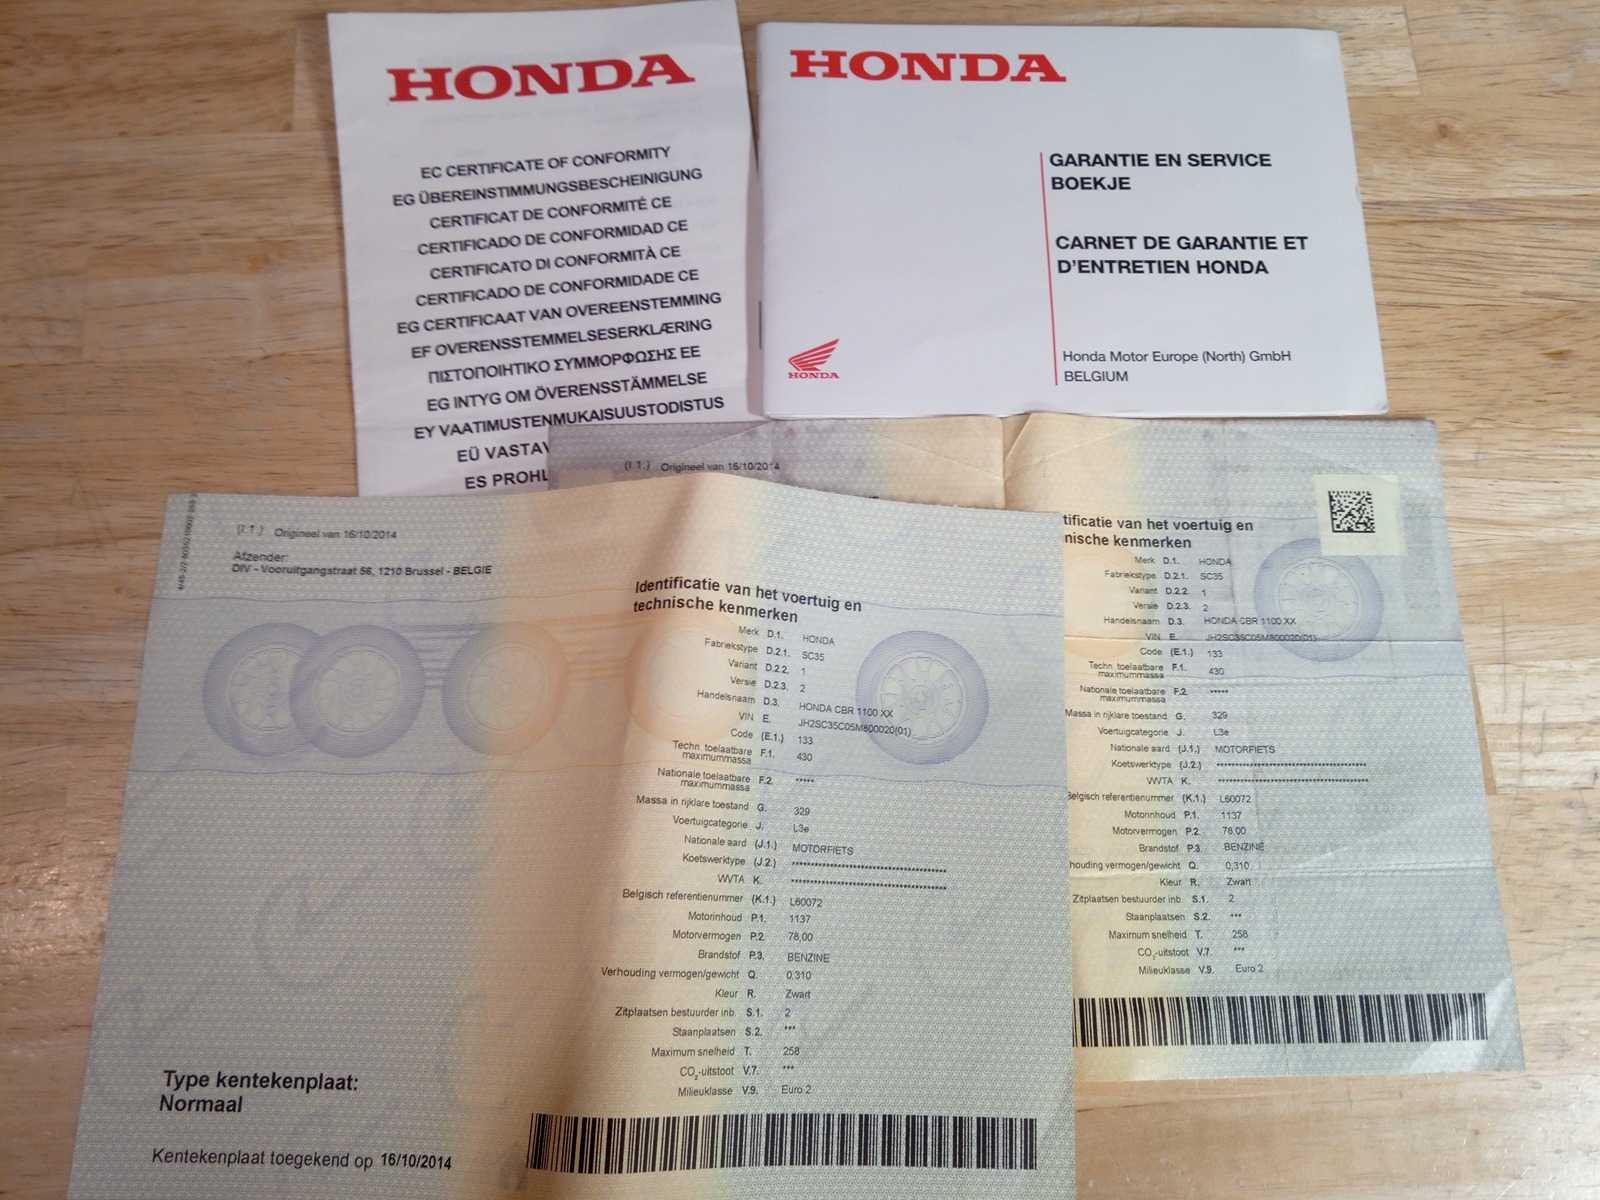 HONDA
EC CERTIFICATE OF CONFORMITY
EG ÜBEREINSTIMMUNGSBESCHEINIGUNG
CERTIFICAT DE CONFORMITÉ CE
CERTIFICADO DE CONFORMIDAD CE
CERTIFICATO DI CONFORMITÀ CE
CERTIFICADO DE CONFORMIDADE CE
EG CERTIFICAAT VAN OVEREENSTEMMING
EF OVERENSSTEMMELSESERKLÆRING
ΠΙΣΤΟΠΟΙΗΤΙΚΟ ΣΥΜΜΟΡΦΩΣΗΣ ΕΕ
EG INTYG OM ÖVERENSSTÄMMELSE
EY VAATIMUSTENMUKAISUUSTODISTUS
EÜ VASTAV
ES PROHL
HONDA
GARANTIE EN SERVICE
BOEKJE
CARNET DE GARANTIE ET
D'ENTRETIEN HONDA
Honda Motor Europe (North) GmbH
BELGIUM
HONDA
(I.1.) Origineel van 16/10/2014
tificatie van het voertuig en
nische kenmerken
Merk D.1. HONDA
Fabriekstype D.2.1. SC35
Variant D.2.2. 1
Versie D.2.3. 2
Handelsnaam D.3. HONDA CBR 1100 XX
VIN E. JH2SC35C05M800020(01)
Code (E.1.) 133
Techn. toelaatbare F.1. 430
maximummassa
Nationale toelaatbare F.2. *****
maximummassa
Massa in rijklare toestand G. 329
Voertuigcategorie J. L3e
Nationale aard (J.1.) MOTORFIETS
Koetswerktype (J.2.)
WVTA K.
Belgisch referentienummer (K.1.) L60072
Motorinhoud P.1. 1137
Motorvermogen P.2. 78,00
Brandstof P.3. BENZINE
houding vermogen/gewicht Q. 0,310
Kleur R. Zwart
Zitplaatsen bestuurder inb. S.1. 2
Staanplaatsen S.2. ***
Maximum snelheid T. 258
CO2-uitstoot V.7. ***
Milieuklasse V.9. Euro 2
(I.1.) Origineel van 16/10/2014
Afzender:
DIV - Vooruitgangstraat 56, 1210 Brussel - BELGIE
Identificatie van het voertuig en
technische kenmerken
Merk D.1. HONDA
Fabriekstype D.2.1. SC35
Variant D.2.2. 1
Versie D.2.3. 2
Handelsnaam D.3. HONDA CBR 1100 XX
VIN E. JH2SC35C05M800020(01)
Code (E.1.) 133
Techn. toelaatbare F.1. 430
maximummassa
Nationale toelaatbare F.2. *****
maximummassa
Massa in rijklare toestand G. 329
Voertuigcategorie J. L3e
Nationale aard (J.1.) MOTORFIETS
Koetswerktype (J.2.)
WVTA K.
Belgisch referentienummer (K.1.) L60072
Motorinhoud P.1. 1137
Motorvermogen P.2. 78,00
Brandstof P.3. BENZINE
Verhouding vermogen/gewicht Q. 0,310
Kleur R. Zwart
Zitplaatsen bestuurder inb. S.1. 2
Staanplaatsen S.2. ***
Maximum snelheid T. 258
CO2-uitstoot V.7. ***
Milieuklasse V.9. Euro 2
Type kentekenplaat:
Normaal
Kentekenplaat toegekend op 16/10/2014